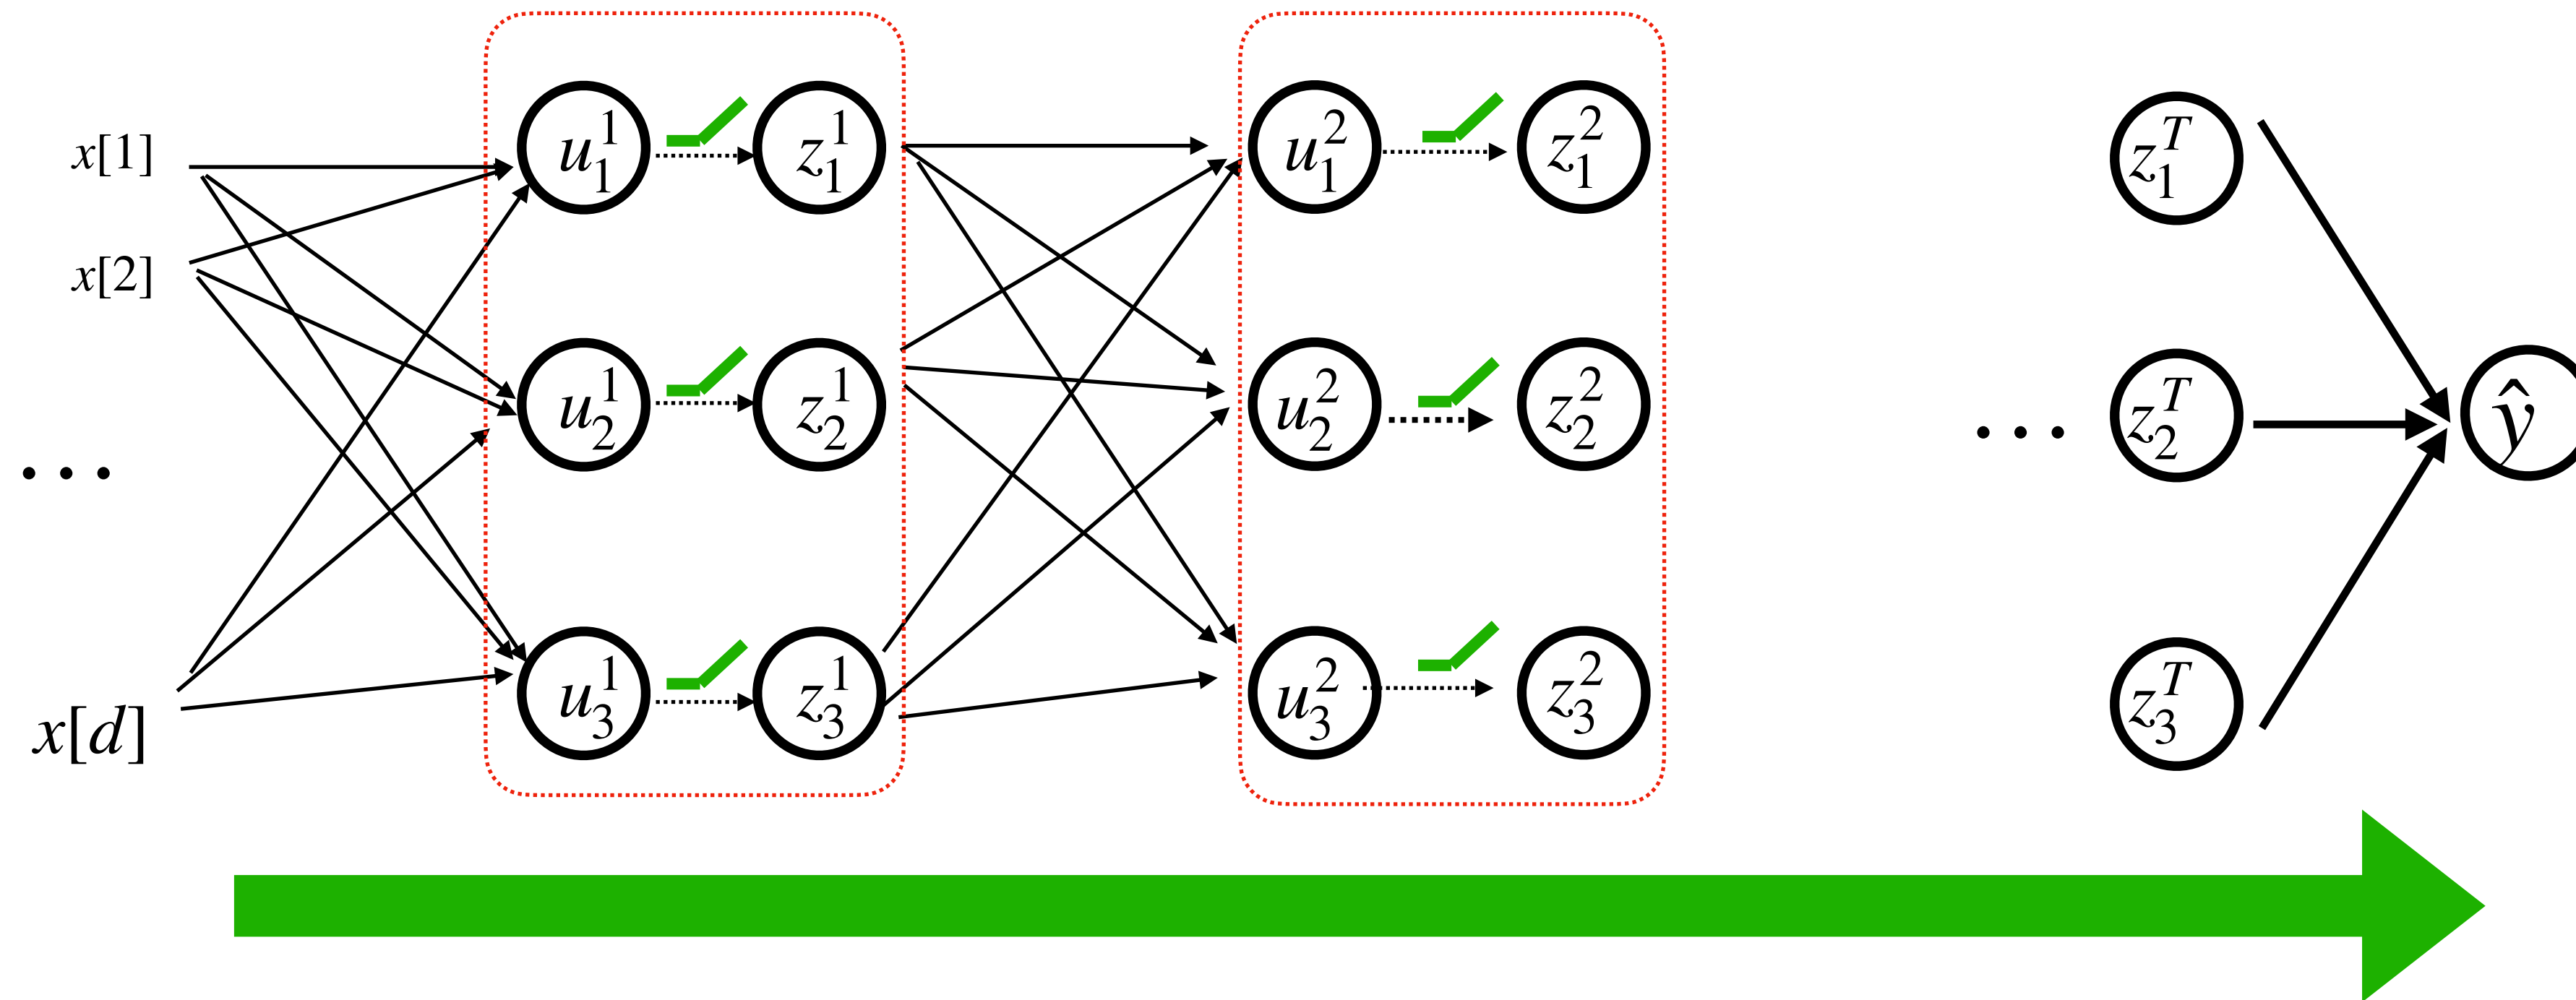 x[1]
x[2]
...
x[d]
u_1^1
z_1^1
u_2^1
z_2^1
u_3^1
z_3^1
u_1^2
z_1^2
u_2^2
z_2^2
u_3^2
z_3^2
...
z_1^T
z_2^T
z_3^T
ŷ